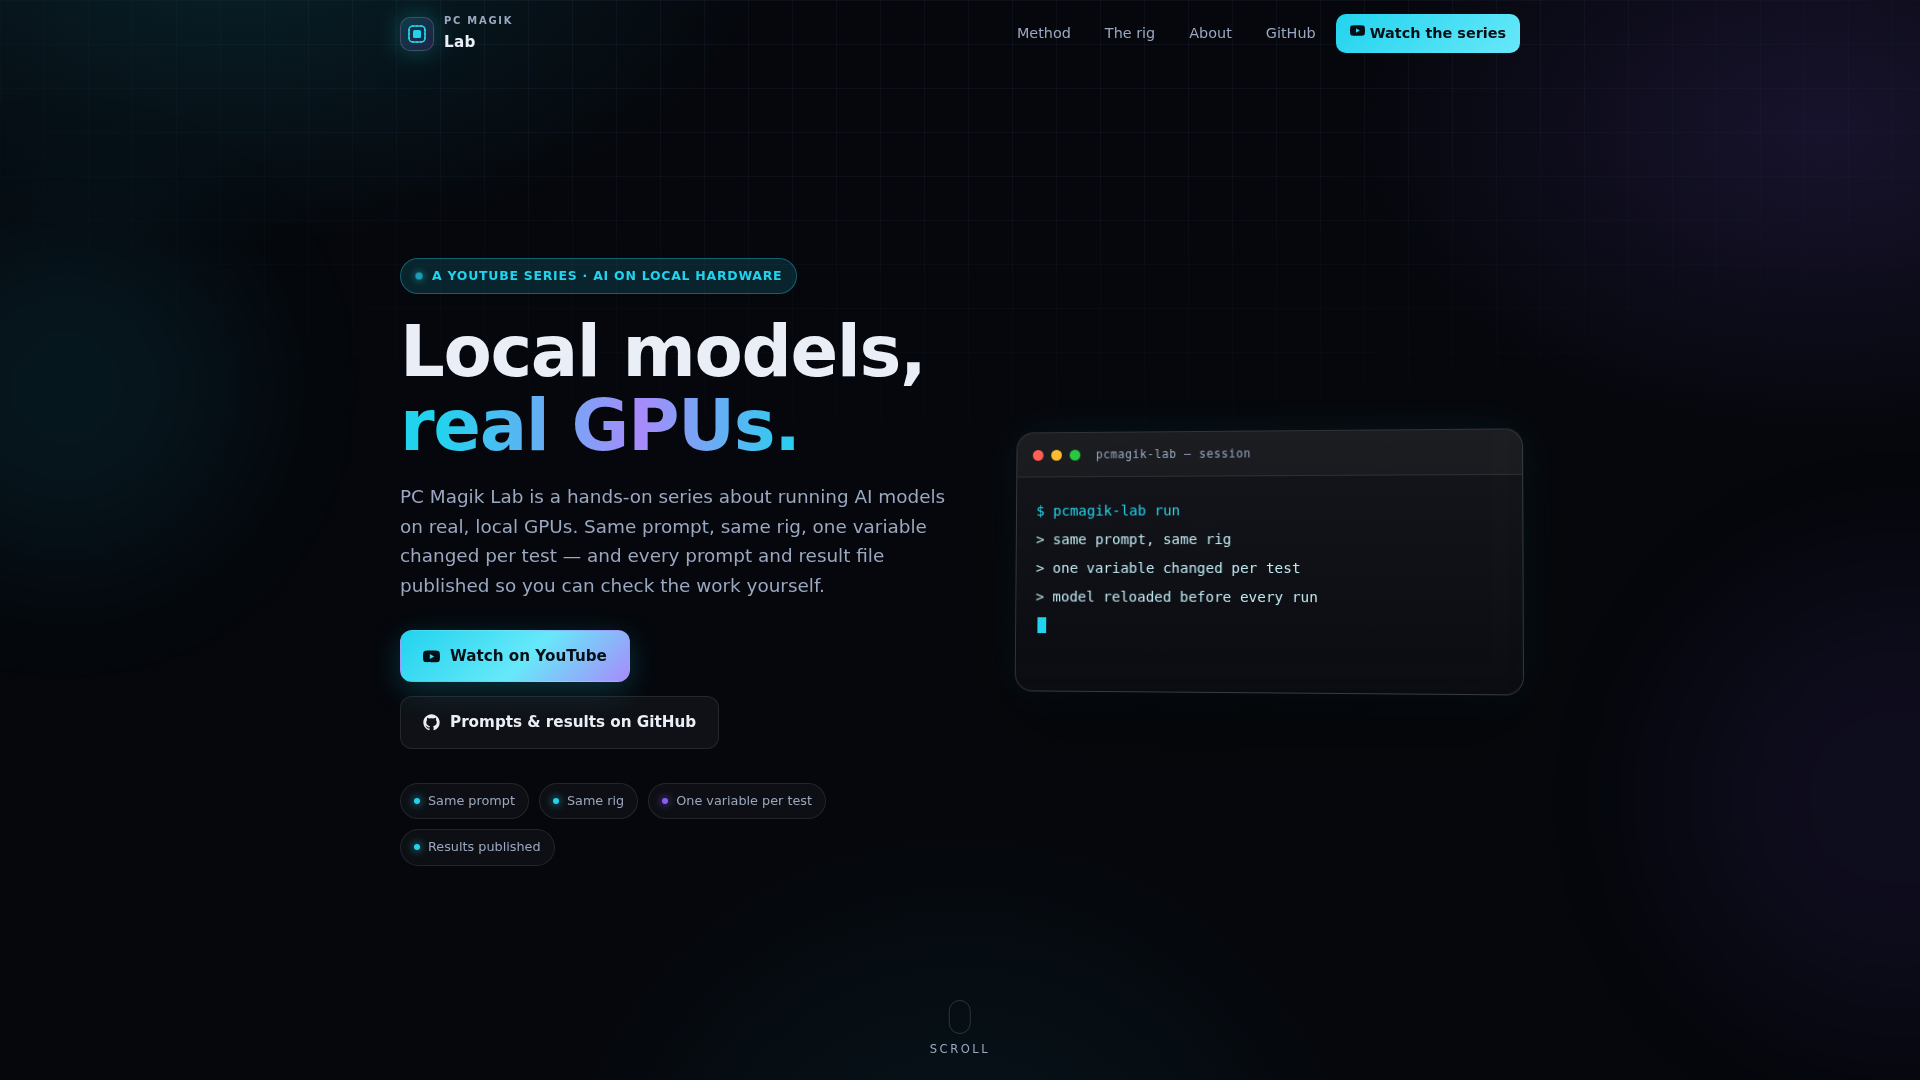 PC MAGIK
Lab
Method
The rig
About
GitHub
Watch the series
A YOUTUBE SERIES · AI ON LOCAL HARDWARE
Local models,
real GPUs.
PC Magik Lab is a hands-on series about running AI models
on real, local GPUs. Same prompt, same rig, one variable
changed per test — and every prompt and result file
published so you can check the work yourself.
Watch on YouTube
Prompts & results on GitHub
Same prompt
Same rig
One variable per test
Results published
pcmagik-lab — session
$ pcmagik-lab run
> same prompt, same rig
> one variable changed per test
> model reloaded before every run
SCROLL